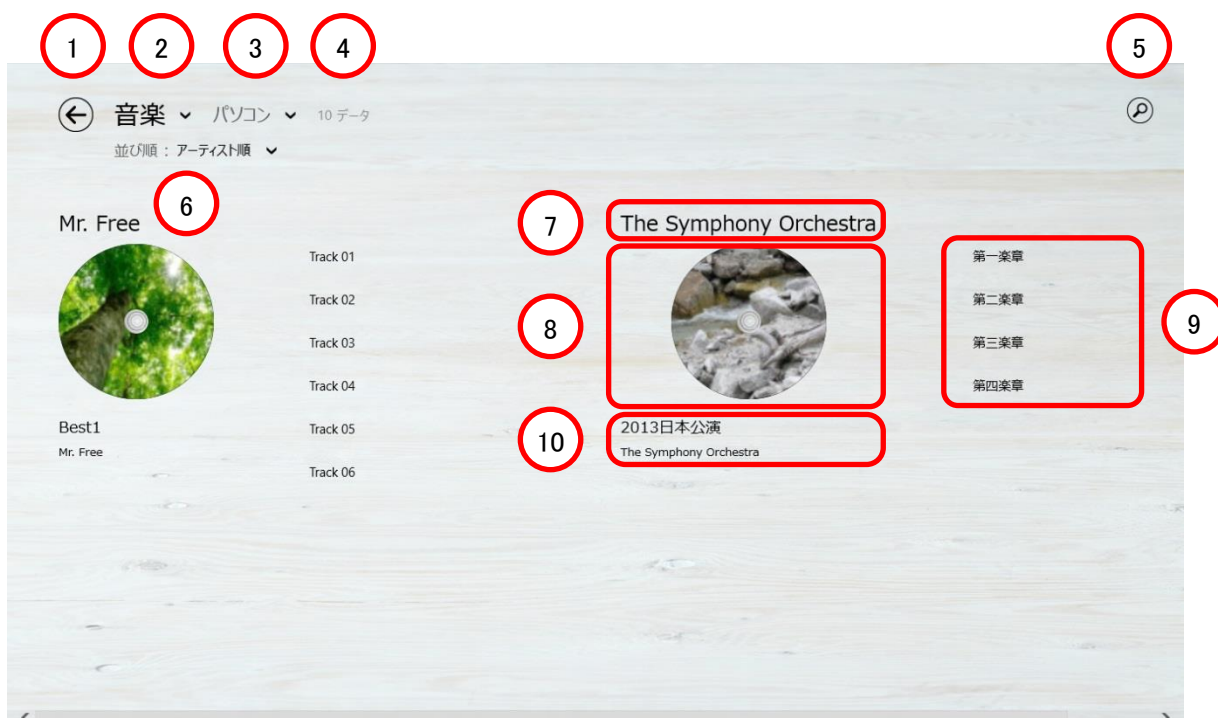 1 2 3 4 5
音楽 パソコン 10 データ
並び順 : アーティスト順
6
Mr. Free
7
The Symphony Orchestra
Track 01
Track 02
Track 03
Track 04
Track 05
Track 06
Best1
Mr. Free
8
第一楽章
第二楽章
第三楽章
第四楽章
9
10
2013日本公演
The Symphony Orchestra